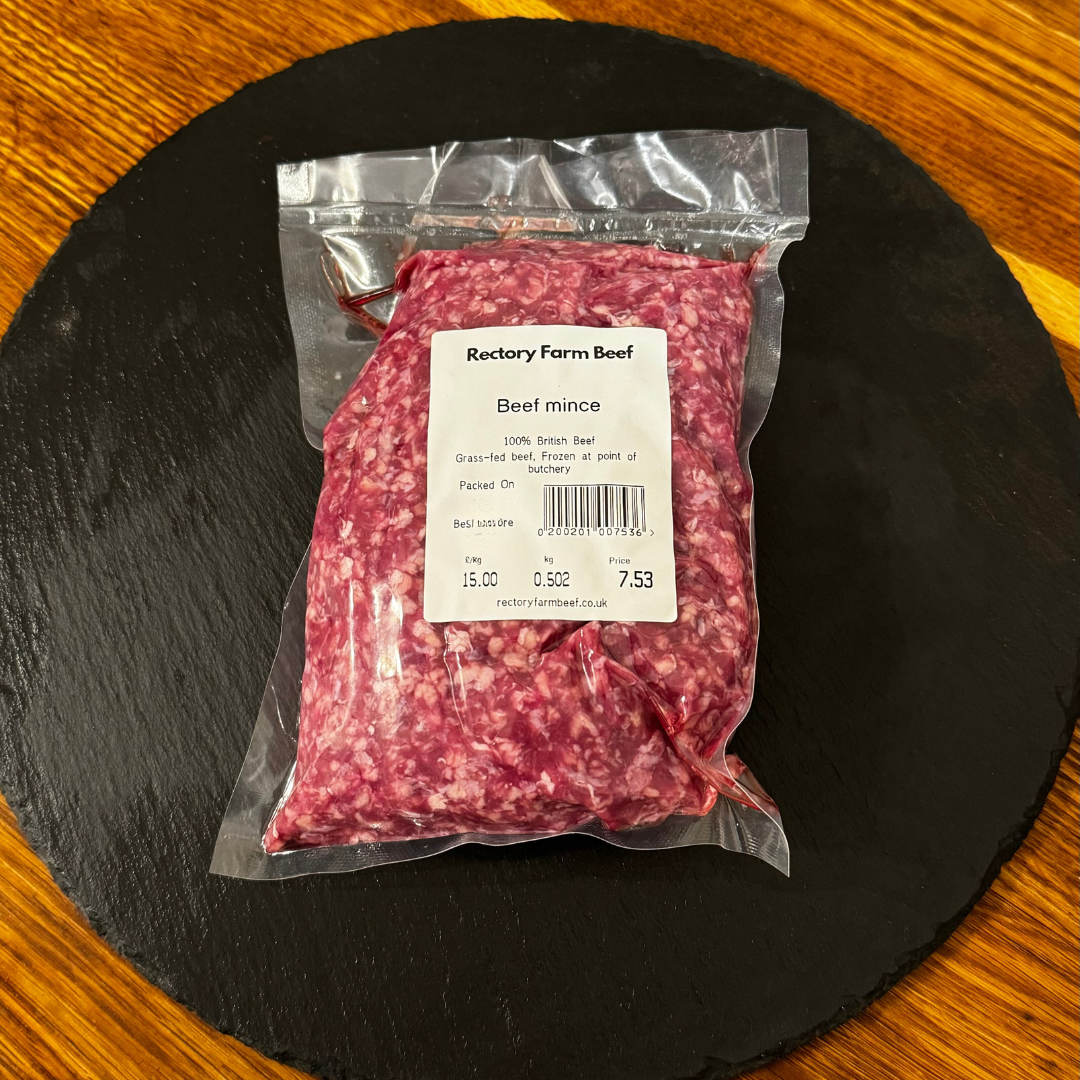 Rectory Farm Beef
Beef mince
100% British Beef
Grass-fed beef, Frozen at point of
butchery
Packed On
Best
0 200201 007536 >
£/kg kg Price
15.00 0.502 7.53
rectoryfarmbeef.co.uk